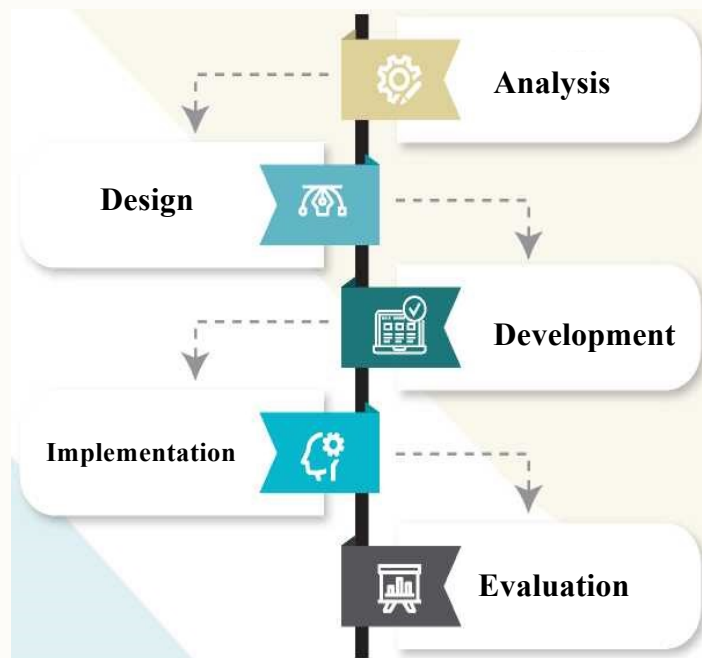 Analysis
Design
Development
Implementation
Evaluation